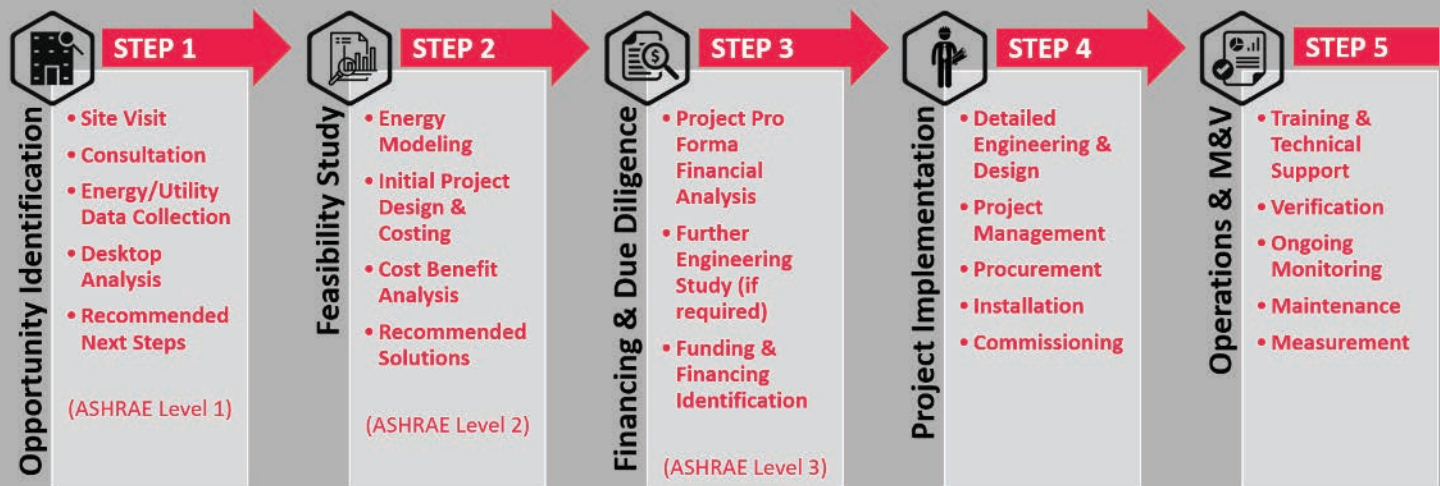 STEP 1
Opportunity Identification
• Site Visit
• Consultation
• Energy/Utility
Data Collection
• Desktop
Analysis
• Recommended
Next Steps
(ASHRAE Level 1)
STEP 2
Feasibility Study
• Energy
Modeling
• Initial Project
Design &
Costing
• Cost Benefit
Analysis
• Recommended
Solutions
(ASHRAE Level 2)
STEP 3
Financing & Due Diligence
• Project Pro
Forma
Financial
Analysis
• Further
Engineering
Study (if
required)
• Funding &
Financing
Identification
(ASHRAE Level 3)
STEP 4
Project Implementation
• Detailed
Engineering &
Design
• Project
Management
• Procurement
• Installation
• Commissioning
STEP 5
Operations & M&V
• Training &
Technical
Support
• Verification
• Ongoing
Monitoring
• Maintenance
• Measurement